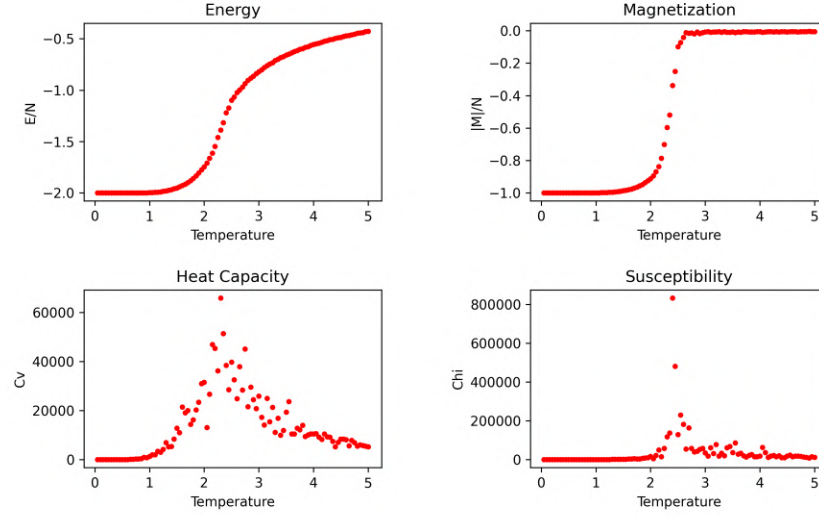 Energy
E/N
−0.5
−1.0
−1.5
−2.0
0 1 2 3 4 5
Temperature
Magnetization
|M|/N
0.0
−0.2
−0.4
−0.6
−0.8
−1.0
0 1 2 3 4 5
Temperature
Heat Capacity
Cv
60000
40000
20000
0
0 1 2 3 4 5
Temperature
Susceptibility
Chi
800000
600000
400000
200000
0
0 1 2 3 4 5
Temperature